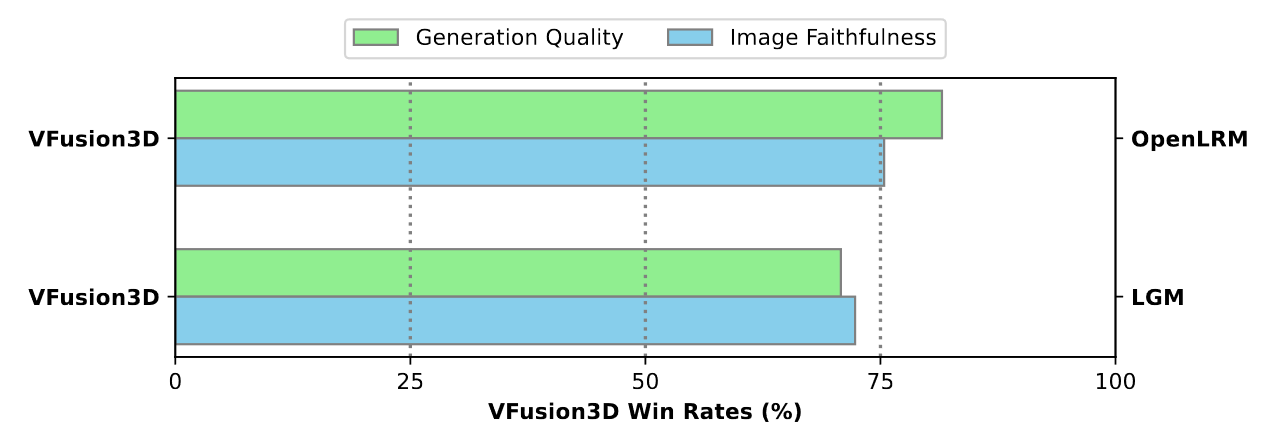 Generation Quality Image Faithfulness
VFusion3D OpenLRM
VFusion3D LGM
0 25 50 75 100
VFusion3D Win Rates (%)